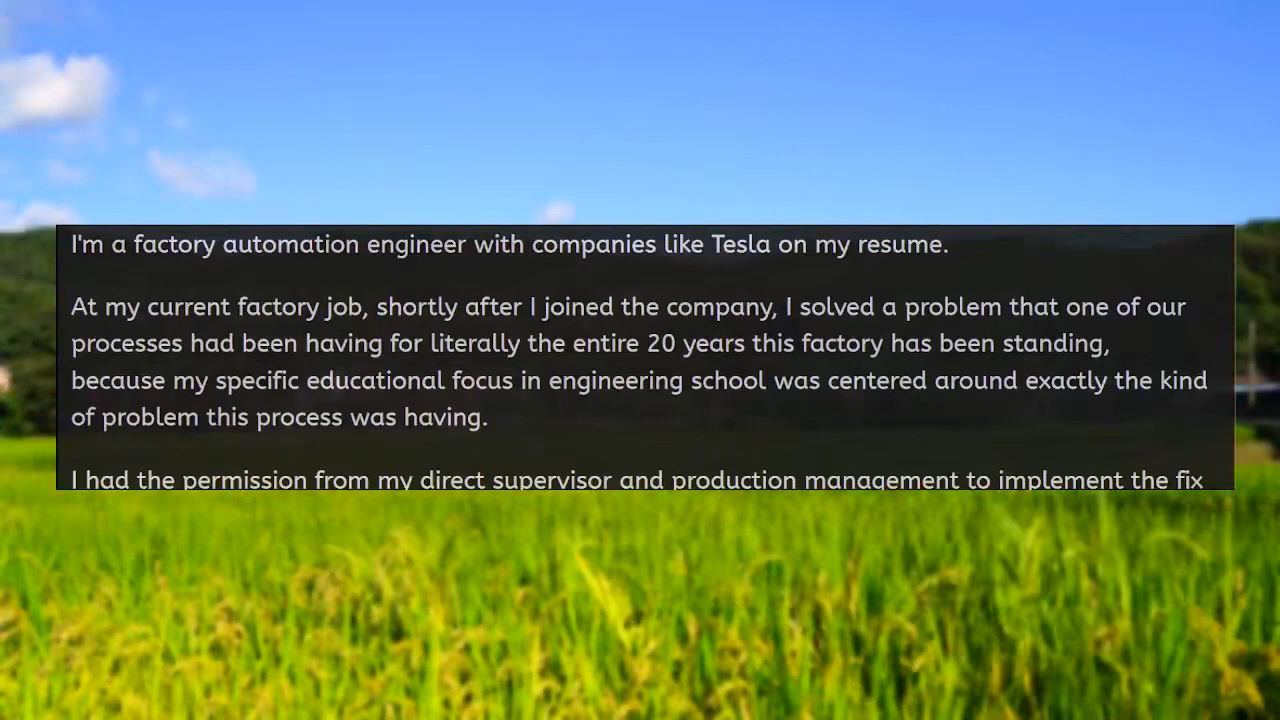 I'm a factory automation engineer with companies like Tesla on my resume.
At my current factory job, shortly after I joined the company, I solved a problem that one of our
processes had been having for literally the entire 20 years this factory has been standing,
because my specific educational focus in engineering school was centered around exactly the kind
of problem this process was having.
I had the permission from my direct supervisor and production management to implement the fix